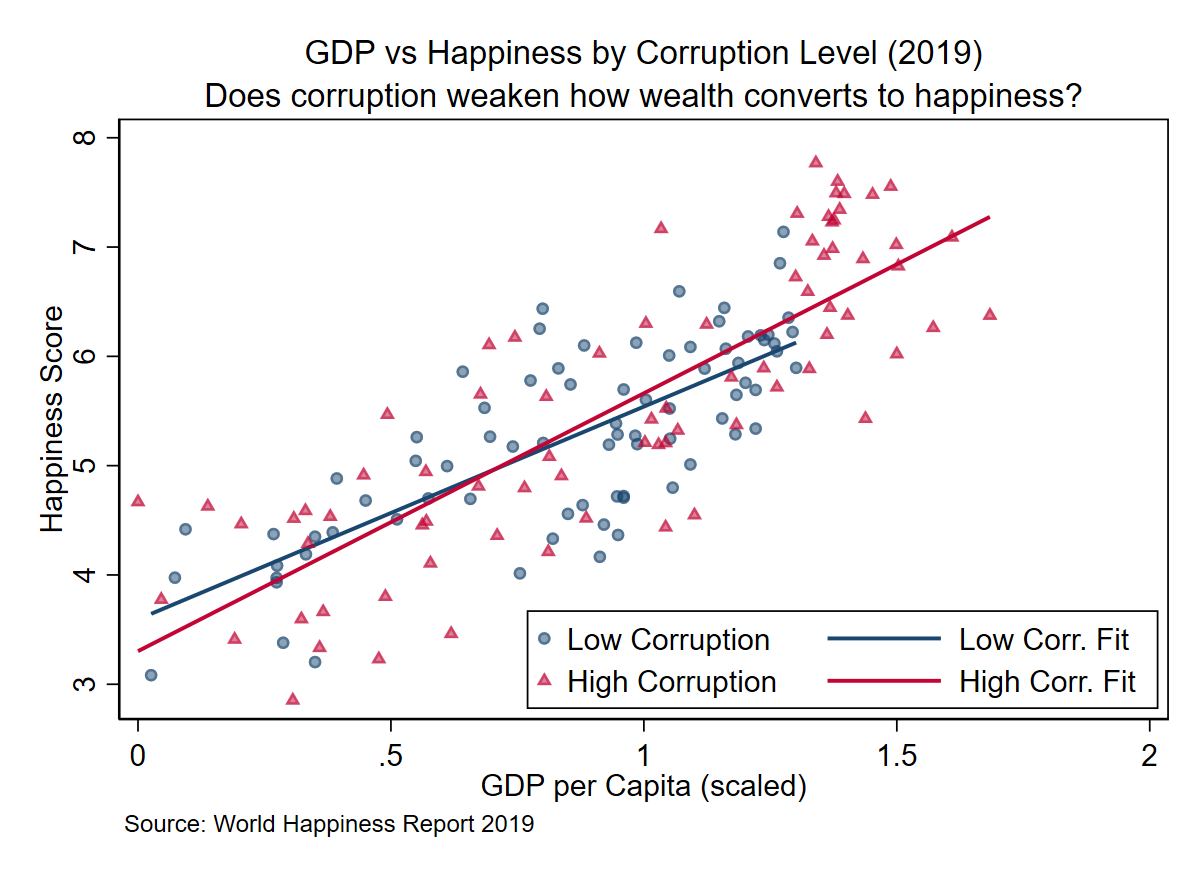 GDP vs Happiness by Corruption Level (2019)
Does corruption weaken how wealth converts to happiness?
Happiness Score
8
7
6
5
4
3
Low Corruption
Low Corr. Fit
High Corruption
High Corr. Fit
0
.5
1
1.5
2
GDP per Capita (scaled)
Source: World Happiness Report 2019